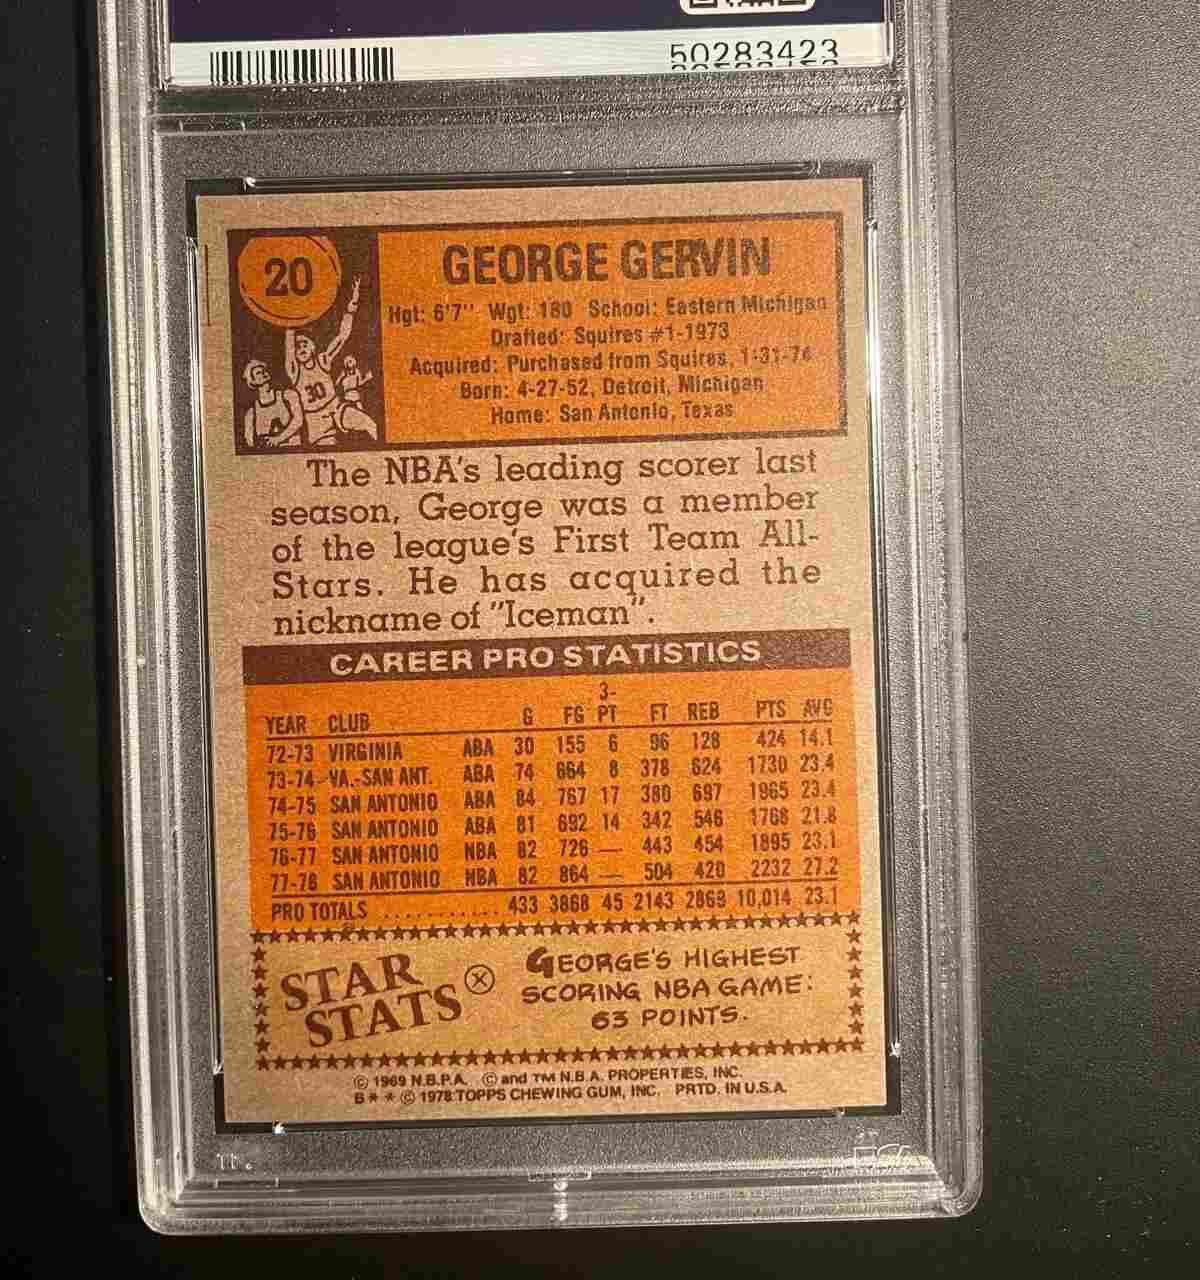 50283423
20
30
GEORGE GERVIN
Hgt: 6'7" Wgt: 180 School: Eastern Michigan
Drafted: Squires #1-1973
Acquired: Purchased from Squires, 1-31-74
Born: 4-27-52, Detroit, Michigan
Home: San Antonio, Texas
The NBA's leading scorer last
season, George was a member
of the league's First Team All-
Stars. He has acquired the
nickname of "Iceman".
CAREER PRO STATISTICS
YEAR CLUB G FG 3-PT FT REB PTS AVG
72-73 VIRGINIA ABA 30 155 6 96 128 424 14.1
73-74 VA.-SAN ANT. ABA 74 664 8 378 624 1730 23.4
74-75 SAN ANTONIO ABA 84 767 17 380 697 1965 23.4
75-76 SAN ANTONIO ABA 81 692 14 342 546 1768 21.8
76-77 SAN ANTONIO NBA 82 726 — 443 454 1895 23.1
77-78 SAN ANTONIO NBA 82 864 — 504 420 2232 27.2
PRO TOTALS ........... 433 3868 45 2143 2869 10,014 23.1
STAR STATS
GEORGE'S HIGHEST
SCORING NBA GAME:
63 POINTS.
© 1969 N.B.P.A. © and TM N.B.A. PROPERTIES, INC.
B * * © 1978 TOPPS CHEWING GUM, INC. PRTD. IN U.S.A.